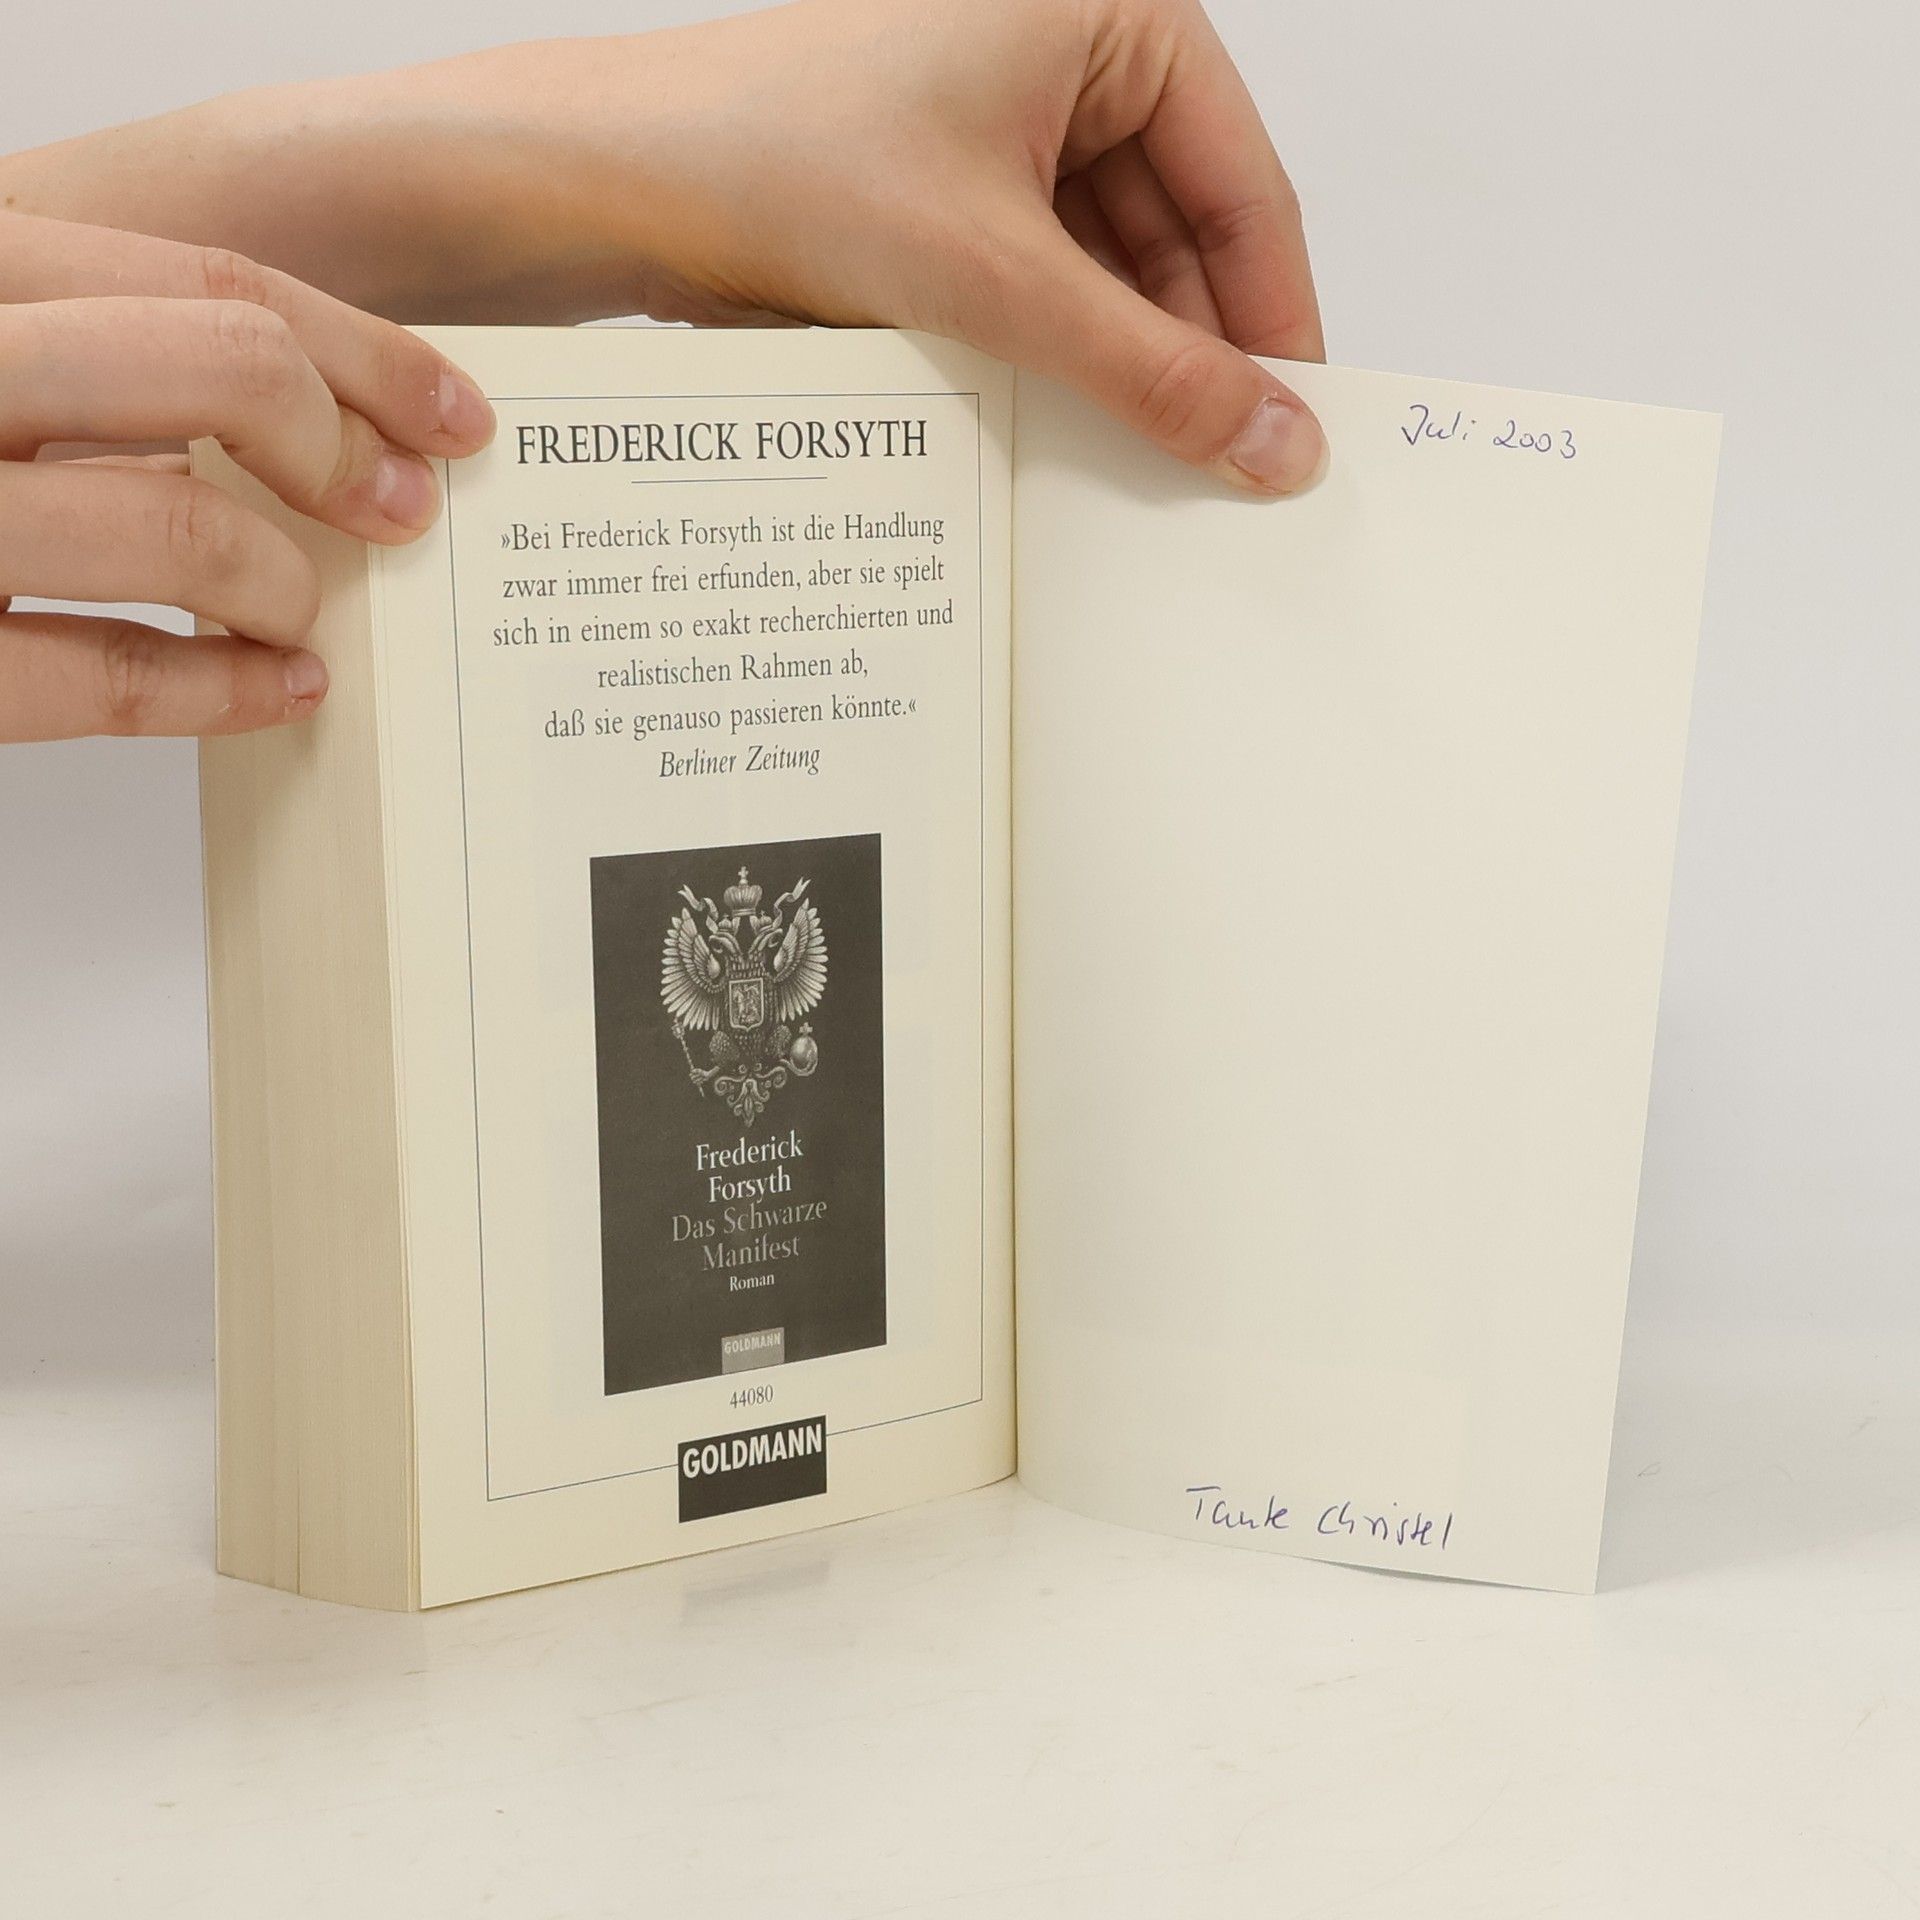 FREDERICK FORSYTH
»Bei Frederick Forsyth ist die Handlung
zwar immer frei erfunden, aber sie spielt
sich in einem so exakt recherchierten und
realistischen Rahmen ab,
daß sie genauso passieren könnte.«
Berliner Zeitung
Frederick
Forsyth
Das Schwarze
Manifest
Roman
GOLDMANN
44080
GOLDMANN
Juli 2003
Tante Christel